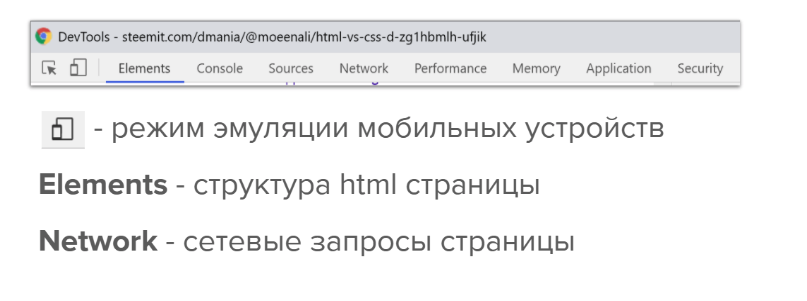 DevTools - steemit.com/dmania/@moeenali/html-vs-css-d-zg1hbmlh-ufjik
Elements Console Sources Network Performance Memory Application Security
- режим эмуляции мобильных устройств
Elements - структура html страницы
Network - сетевые запросы страницы